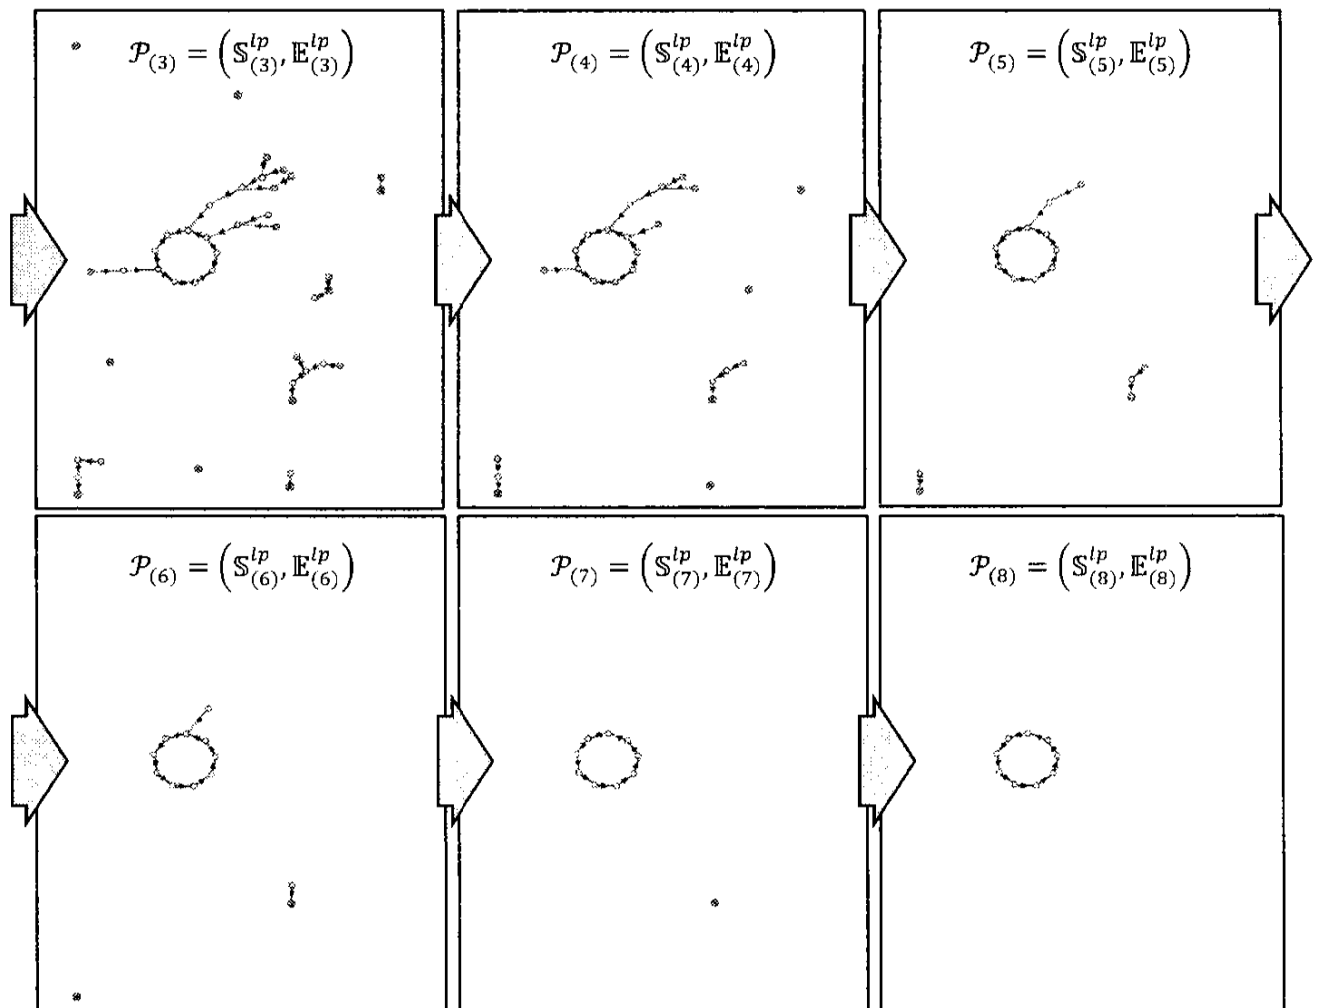 𝒫₍₃₎ = (𝕊₍₃₎ˡᵖ, 𝔼₍₃₎ˡᵖ)
𝒫₍₄₎ = (𝕊₍₄₎ˡᵖ, 𝔼₍₄₎ˡᵖ)
𝒫₍₅₎ = (𝕊₍₅₎ˡᵖ, 𝔼₍₅₎ˡᵖ)
𝒫₍₆₎ = (𝕊₍₆₎ˡᵖ, 𝔼₍₆₎ˡᵖ)
𝒫₍₇₎ = (𝕊₍₇₎ˡᵖ, 𝔼₍₇₎ˡᵖ)
𝒫₍₈₎ = (𝕊₍₈₎ˡᵖ, 𝔼₍₈₎ˡᵖ)